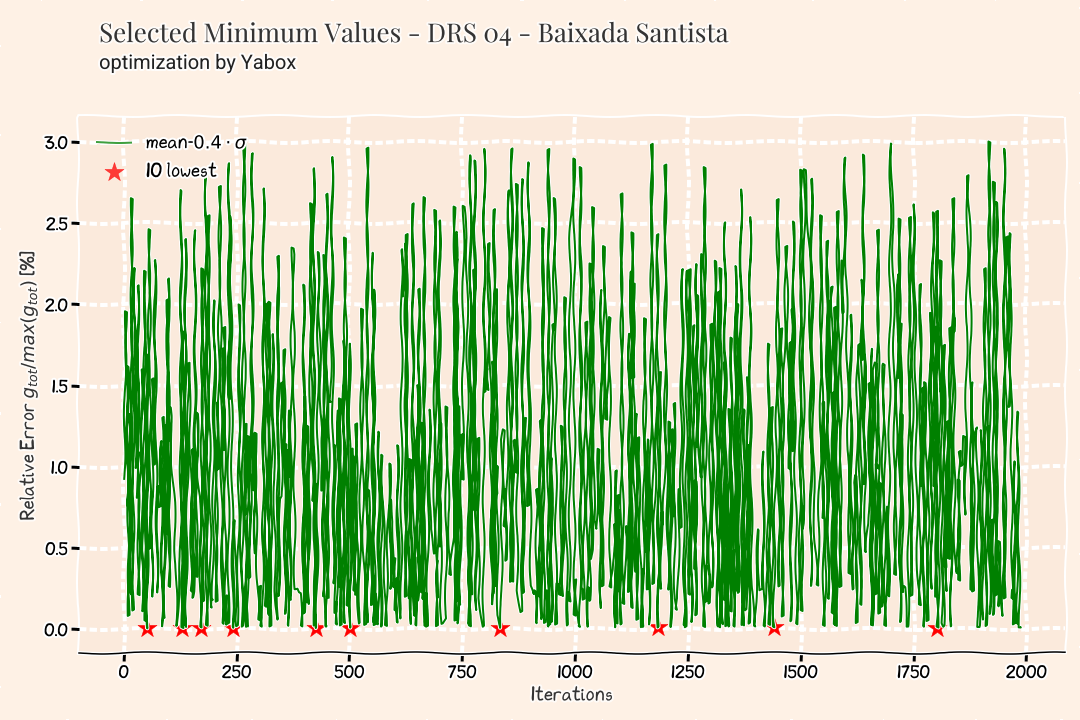 Selected Minimum Values - DRS 04 - Baixada Santista
optimization by Yabox
mean-0.4 · σ
10 lowest
Relative Error g_tot/max(g_tot) [%]
3.0
2.5
2.0
1.5
1.0
0.5
0.0
0 250 500 750 1000 1250 1500 1750 2000
Iterations